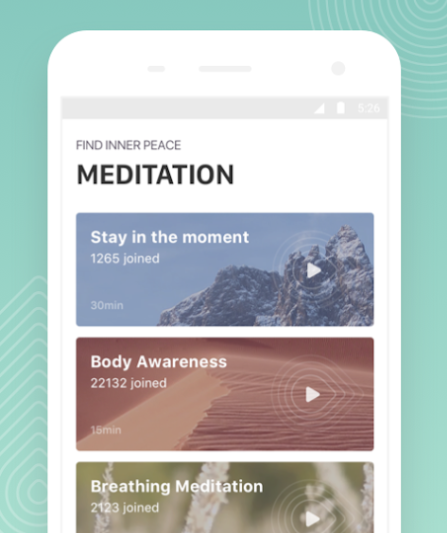 5:26
FIND INNER PEACE
MEDITATION
Stay in the moment
1265 joined
30min
Body Awareness
22132 joined
15min
Breathing Meditation
2123 joined